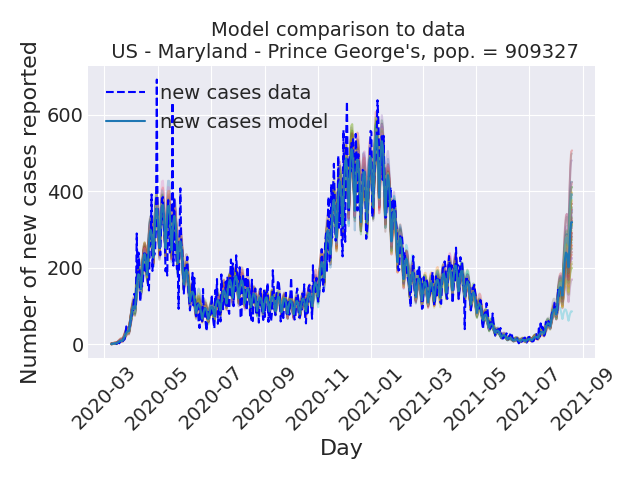 Model comparison to data
US - Maryland - Prince George's, pop. = 909327
Number of new cases reported
new cases data
new cases model
600
400
200
0
2020-03
2020-05
2020-07
2020-09
2020-11
2021-01
2021-03
2021-05
2021-07
2021-09
Day